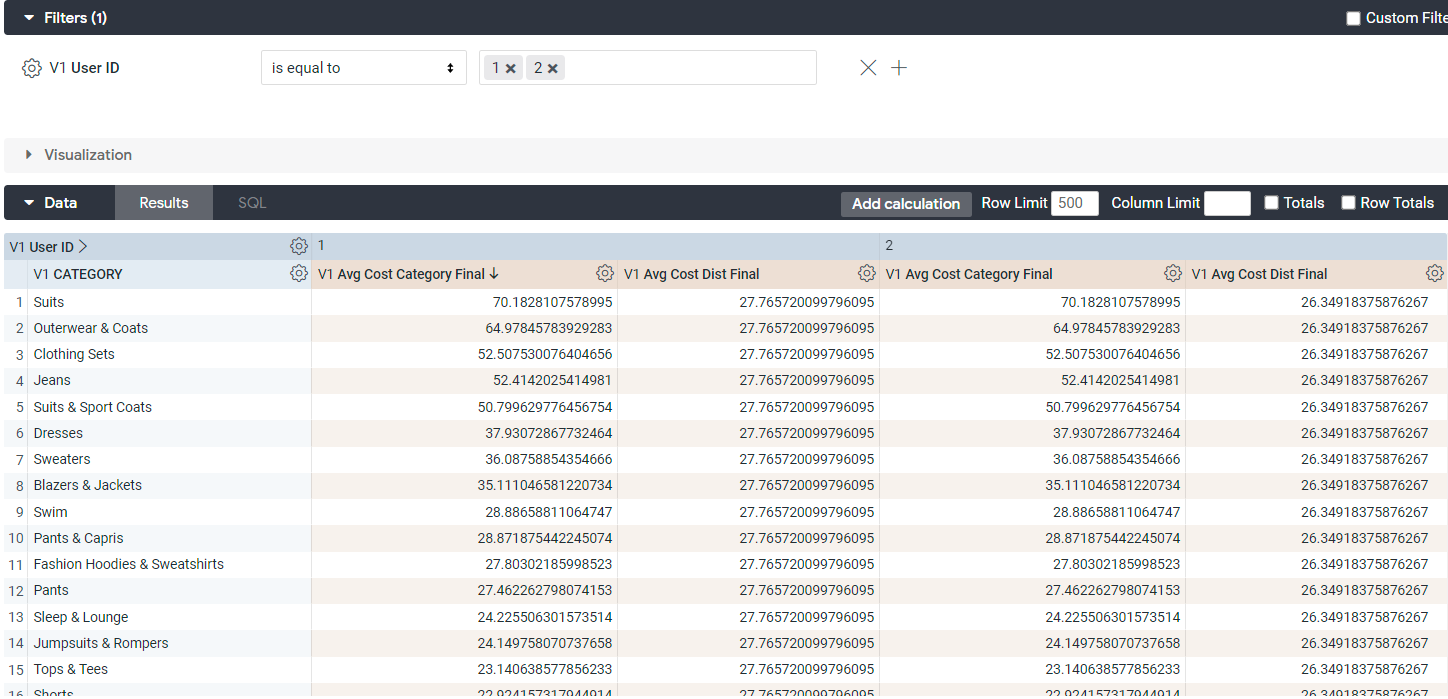 Filters (1) Custom Filte
V1 User ID is equal to 1 2
Visualization
Data Results SQL Add calculation Row Limit 500 Column Limit Totals Row Totals
V1 User ID 1 2
V1 CATEGORY V1 Avg Cost Category Final V1 Avg Cost Dist Final V1 Avg Cost Category Final V1 Avg Cost Dist Final
1 Suits 70.1828107578995 27.765720099796095 70.1828107578995 26.34918375876267
2 Outerwear & Coats 64.97845783929283 27.765720099796095 64.97845783929283 26.34918375876267
3 Clothing Sets 52.507530076404656 27.765720099796095 52.507530076404656 26.34918375876267
4 Jeans 52.4142025414981 27.765720099796095 52.4142025414981 26.34918375876267
5 Suits & Sport Coats 50.799629776456754 27.765720099796095 50.799629776456754 26.34918375876267
6 Dresses 37.93072867732464 27.765720099796095 37.93072867732464 26.34918375876267
7 Sweaters 36.08758854354666 27.765720099796095 36.08758854354666 26.34918375876267
8 Blazers & Jackets 35.111046581220734 27.765720099796095 35.111046581220734 26.34918375876267
9 Swim 28.88658811064747 27.765720099796095 28.88658811064747 26.34918375876267
10 Pants & Capris 28.871875442245074 27.765720099796095 28.871875442245074 26.34918375876267
11 Fashion Hoodies & Sweatshirts 27.80302185998523 27.765720099796095 27.80302185998523 26.34918375876267
12 Pants 27.462262798074153 27.765720099796095 27.462262798074153 26.34918375876267
13 Sleep & Lounge 24.225506301573514 27.765720099796095 24.225506301573514 26.34918375876267
14 Jumpsuits & Rompers 24.149758070737658 27.765720099796095 24.149758070737658 26.34918375876267
15 Tops & Tees 23.140638577856233 27.765720099796095 23.140638577856233 26.34918375876267
16 Shorts 22.924157317944914 27.765720099796095 22.924157317944914 26.34918375876267